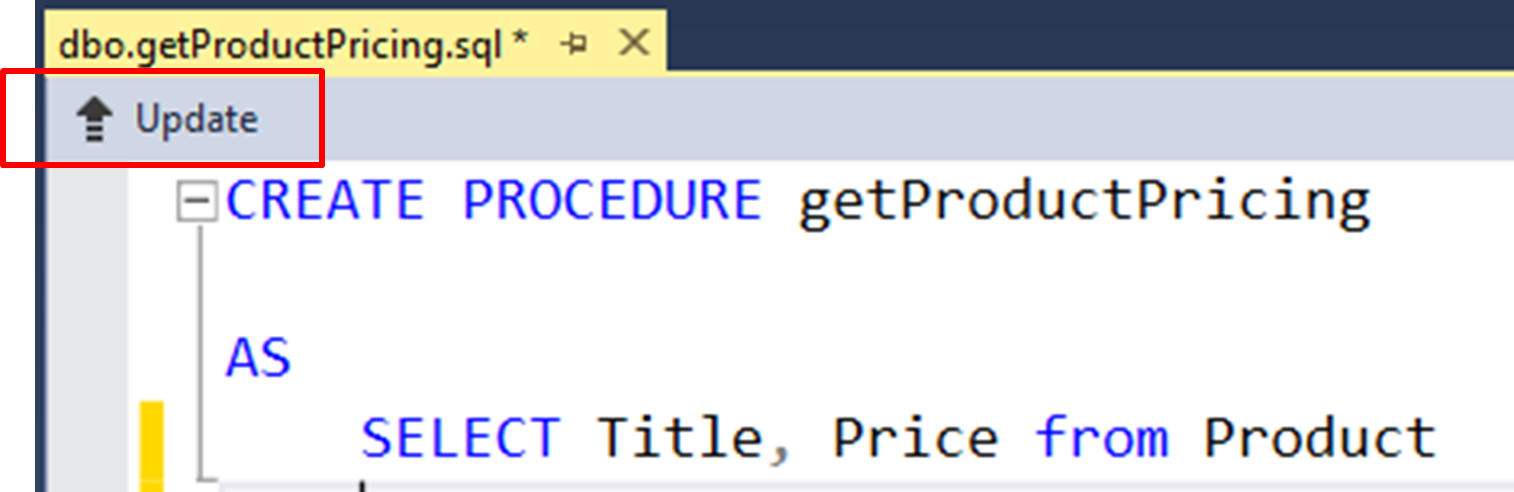 dbo.getProductPricing.sql *
Update
CREATE PROCEDURE getProductPricing
AS
SELECT Title, Price from Product